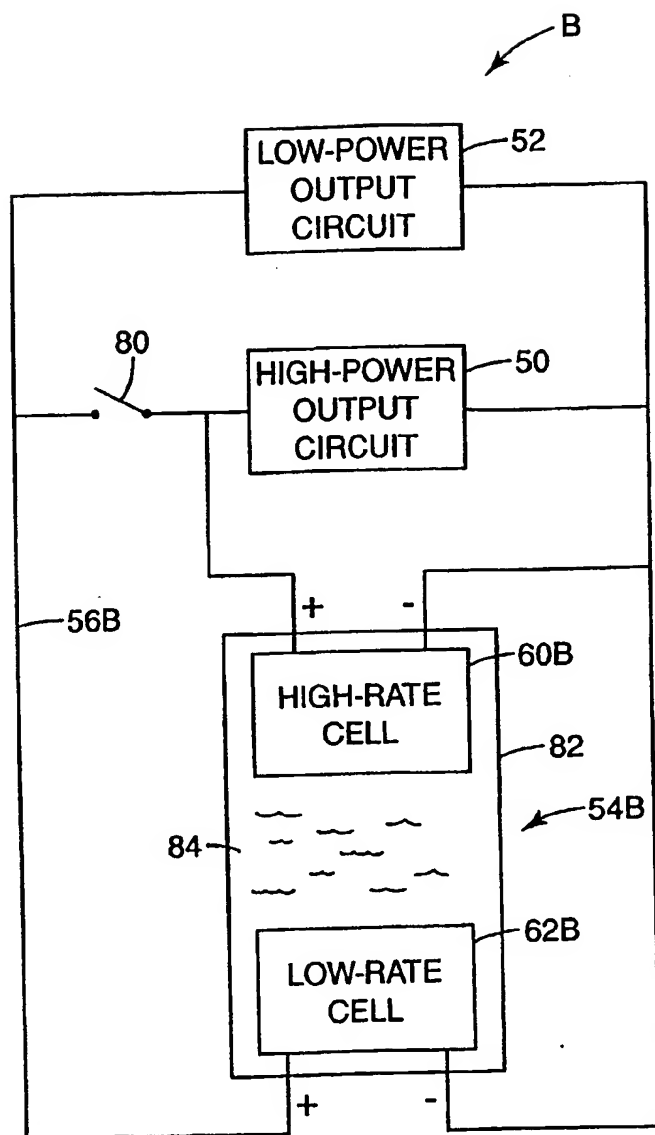 B
LOW-POWER
OUTPUT
CIRCUIT
52
80
HIGH-POWER
OUTPUT
CIRCUIT
50
+
-
56B
60B
HIGH-RATE
CELL
82
54B
84
62B
LOW-RATE
CELL
+
-